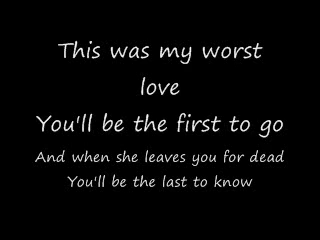 This was my worst
love
You'll be the first to go
And when she leaves you for dead
You'll be the last to know